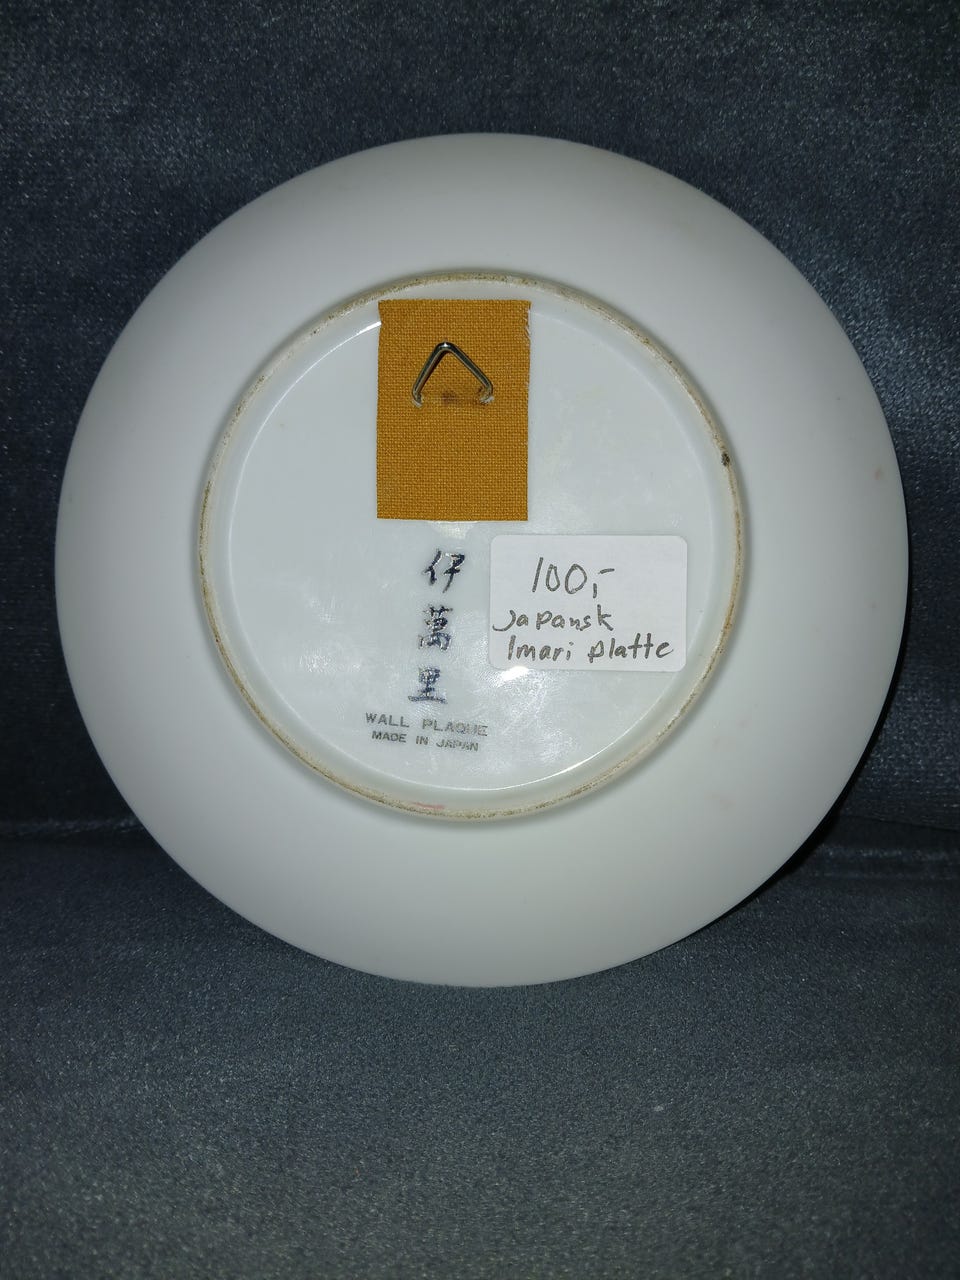 伊
萬
里
WALL PLAQUE
MADE IN JAPAN
100,-
Japansk
Imari platte